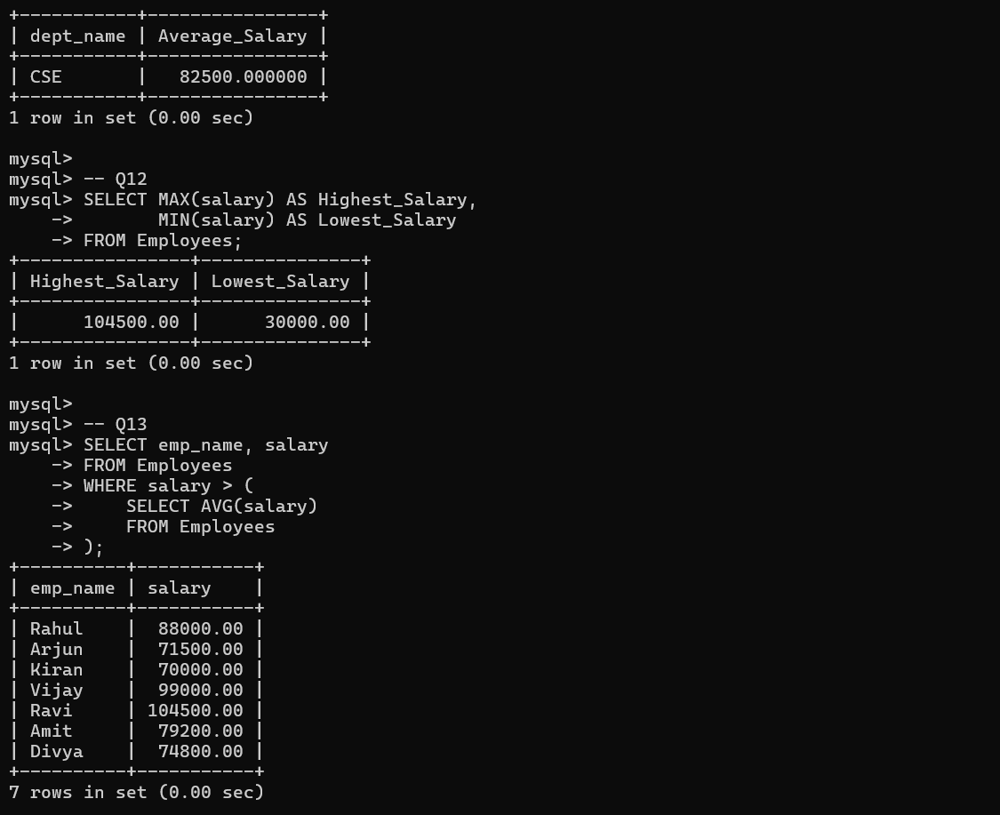 +-----------+----------------+
| dept_name | Average_Salary |
+-----------+----------------+
| CSE       |   82500.000000 |
+-----------+----------------+
1 row in set (0.00 sec)

mysql>
mysql> -- Q12
mysql> SELECT MAX(salary) AS Highest_Salary,
    ->        MIN(salary) AS Lowest_Salary
    -> FROM Employees;
+----------------+---------------+
| Highest_Salary | Lowest_Salary |
+----------------+---------------+
|      104500.00 |      30000.00 |
+----------------+---------------+
1 row in set (0.00 sec)

mysql>
mysql> -- Q13
mysql> SELECT emp_name, salary
    -> FROM Employees
    -> WHERE salary > (
    ->     SELECT AVG(salary)
    ->     FROM Employees
    -> );
+----------+-----------+
| emp_name | salary    |
+----------+-----------+
| Rahul    |  88000.00 |
| Arjun    |  71500.00 |
| Kiran    |  70000.00 |
| Vijay    |  99000.00 |
| Ravi     | 104500.00 |
| Amit     |  79200.00 |
| Divya    |  74800.00 |
+----------+-----------+
7 rows in set (0.00 sec)